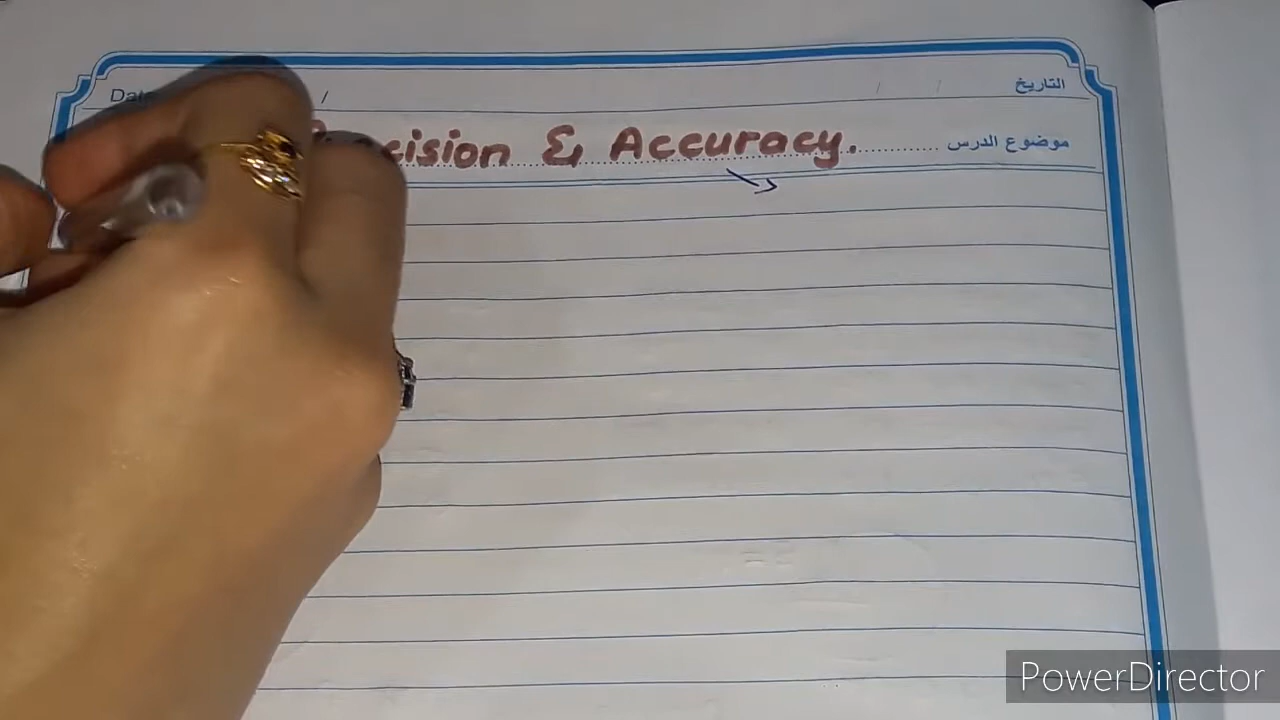 / / / التاريخ
& Accuracy. موضوع الدرس
PowerDirector